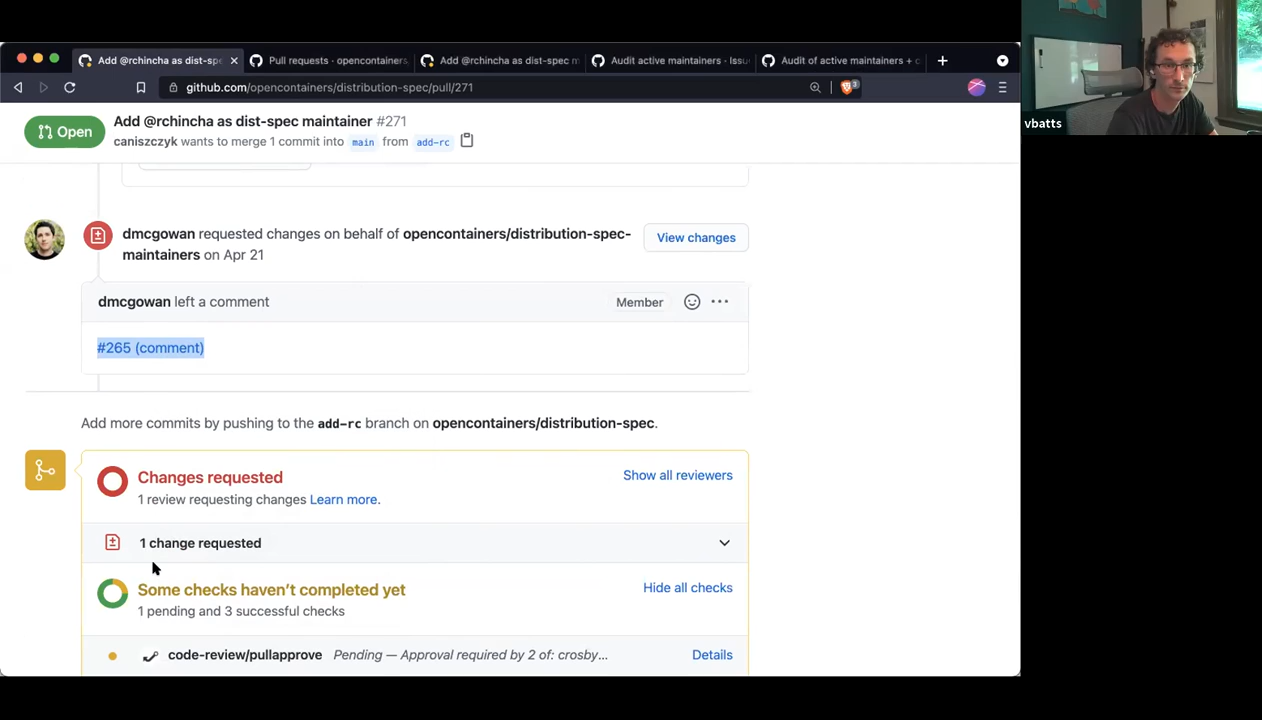 Add @rchincha as dist-spe
Pull requests · opencontainers
Add @rchincha as dist-spec m
Audit active maintainers · Issu
Audit of active maintainers + c
github.com/opencontainers/distribution-spec/pull/271
Open
Add @rchincha as dist-spec maintainer #271
caniszczyk wants to merge 1 commit into main from add-rc
dmcgowan requested changes on behalf of opencontainers/distribution-spec-
maintainers on Apr 21
View changes
dmcgowan left a comment
Member
#265 (comment)
Add more commits by pushing to the add-rc branch on opencontainers/distribution-spec.
Changes requested
Show all reviewers
1 review requesting changes Learn more.
1 change requested
Some checks haven't completed yet
Hide all checks
1 pending and 3 successful checks
code-review/pullapprove Pending — Approval required by 2 of: crosby...
Details
vbatts